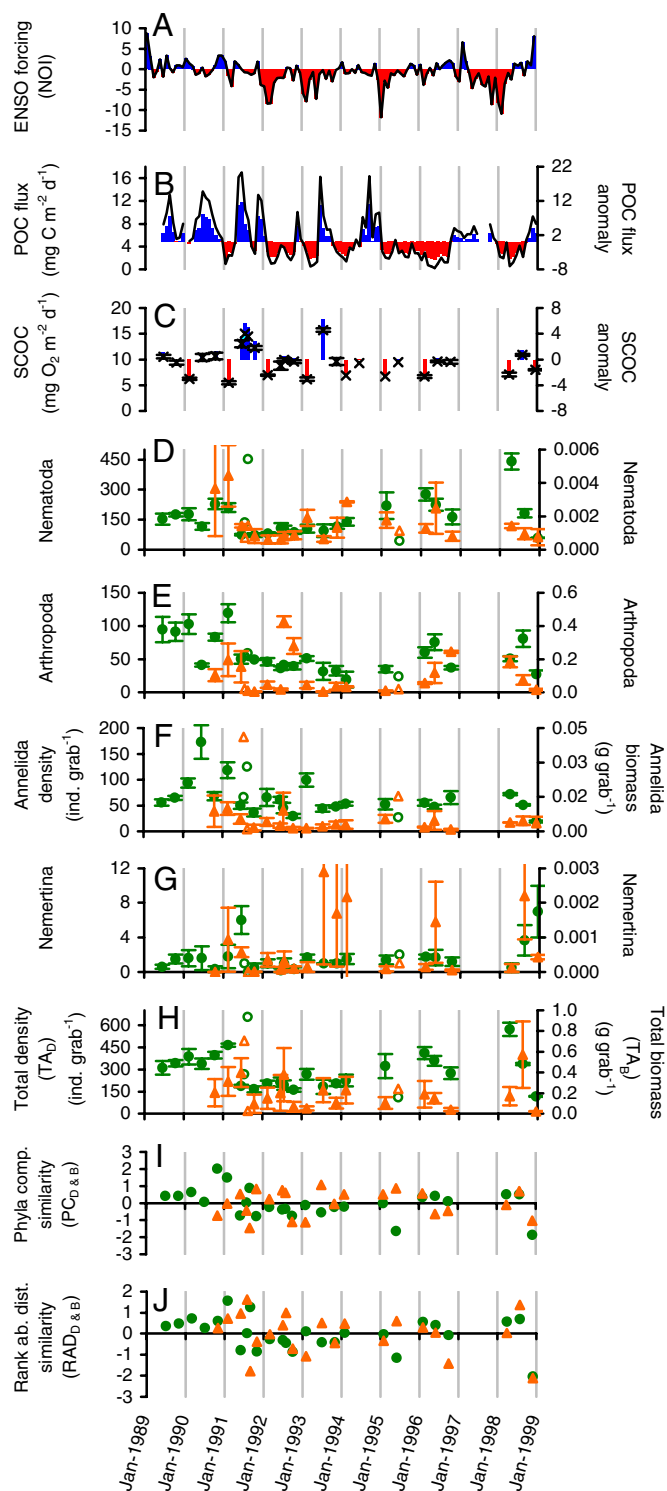 A
ENSO forcing
(NOI)
10
5
0
-5
-10
-15
B
POC flux
(mg C m-2 d-1)
16
12
8
4
0
22
12
2
-8
POC flux
anomaly
C
SCOC
(mg O2 m-2 d-1)
20
15
10
5
0
8
4
0
-4
-8
SCOC
anomaly
D
Nematoda
450
300
150
0
0.006
0.004
0.002
0.000
Nematoda
E
Arthropoda
150
100
50
0
0.6
0.4
0.2
0.0
Arthropoda
F
Annelida
density
(ind. grab-1)
200
150
100
50
0
0.05
0.03
0.02
0.00
Annelida
biomass
(g grab-1)
G
Nemertina
12
8
4
0
0.003
0.002
0.001
0.000
Nemertina
H
Total density
(TAD)
(ind. grab-1)
600
450
300
150
0
1.0
0.8
0.6
0.4
0.2
0.0
Total biomass
(TAB)
(g grab-1)
I
Phyla comp.
similarity
(PCD & B)
3
2
1
0
-1
-2
-3
J
Rank ab. dist.
similarity
(RADD & B)
2
1
0
-1
-2
-3
Jan-1989
Jan-1990
Jan-1991
Jan-1992
Jan-1993
Jan-1994
Jan-1995
Jan-1996
Jan-1997
Jan-1998
Jan-1999